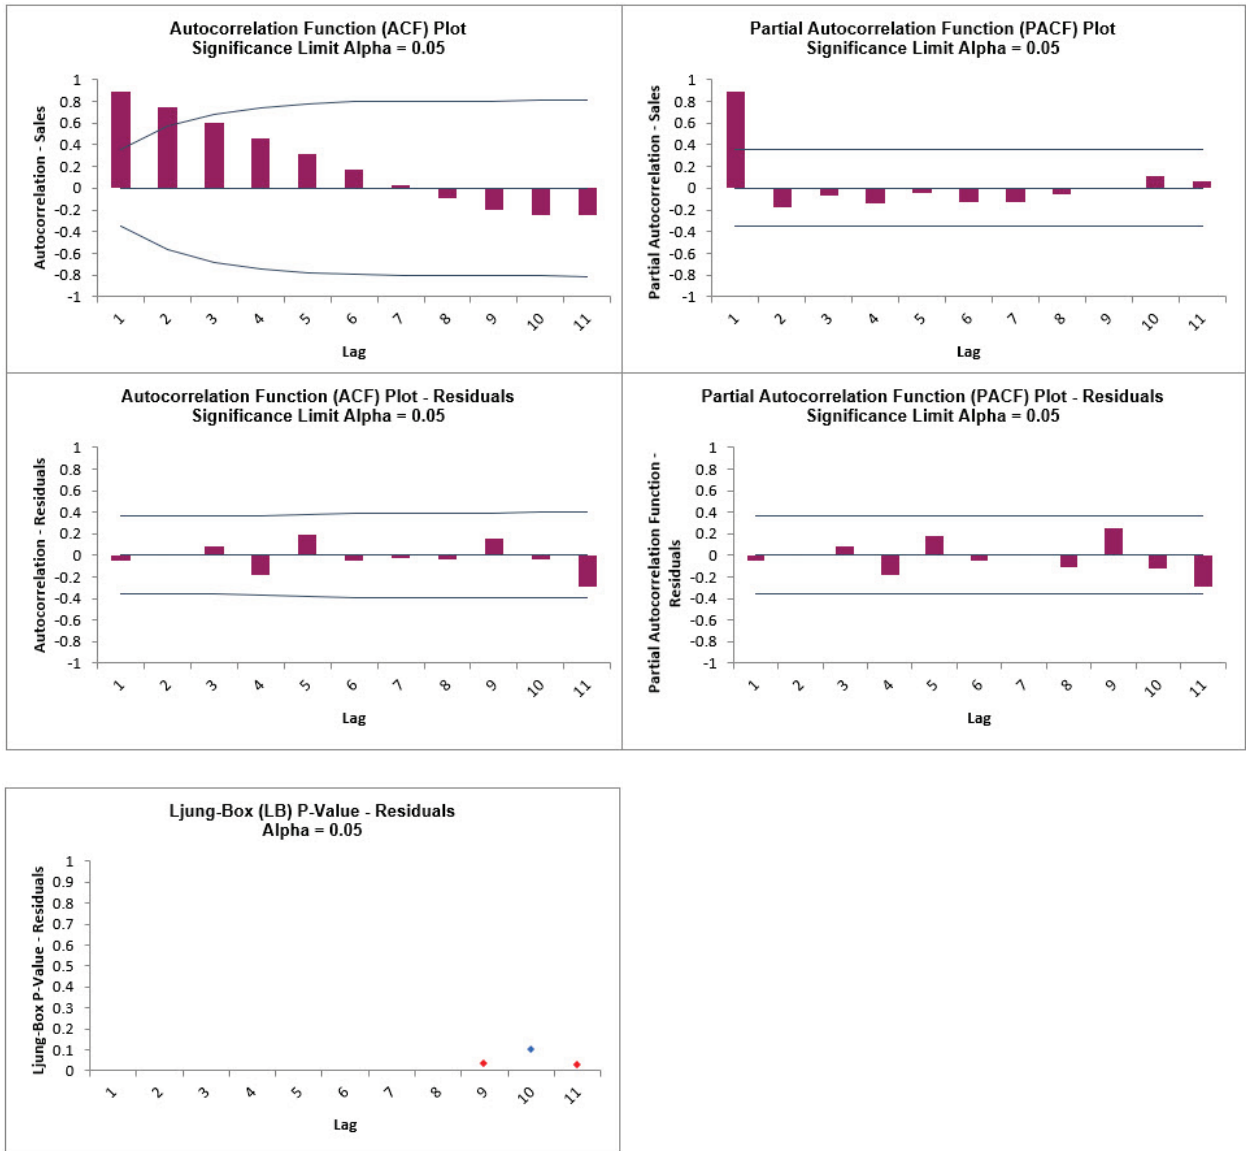 Autocorrelation Function (ACF) Plot
Significance Limit Alpha = 0.05
Autocorrelation - Sales
1
0.8
0.6
0.4
0.2
0
-0.2
-0.4
-0.6
-0.8
-1
1 2 3 4 5 6 7 8 9 10 11
Lag
Partial Autocorrelation Function (PACF) Plot
Significance Limit Alpha = 0.05
Partial Autocorrelation - Sales
1
0.8
0.6
0.4
0.2
0
-0.2
-0.4
-0.6
-0.8
-1
1 2 3 4 5 6 7 8 9 10 11
Lag
Autocorrelation Function (ACF) Plot - Residuals
Significance Limit Alpha = 0.05
Autocorrelation - Residuals
1
0.8
0.6
0.4
0.2
0
-0.2
-0.4
-0.6
-0.8
-1
1 2 3 4 5 6 7 8 9 10 11
Lag
Partial Autocorrelation Function (PACF) Plot - Residuals
Significance Limit Alpha = 0.05
Partial Autocorrelation Function -
Residuals
1
0.8
0.6
0.4
0.2
0
-0.2
-0.4
-0.6
-0.8
-1
1 2 3 4 5 6 7 8 9 10 11
Lag
Ljung-Box (LB) P-Value - Residuals
Alpha = 0.05
Ljung-Box P-Value - Residuals
1
0.9
0.8
0.7
0.6
0.5
0.4
0.3
0.2
0.1
0
1 2 3 4 5 6 7 8 9 10 11
Lag